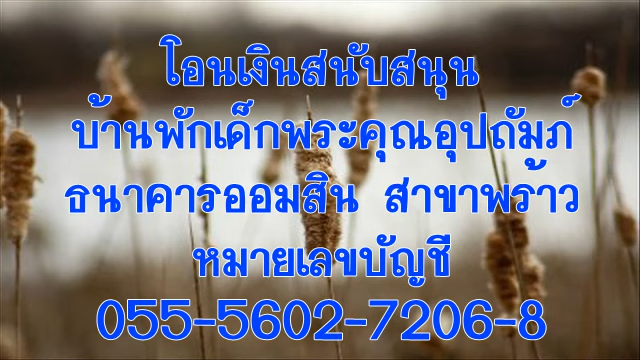 โอนเงินสนับสนุน
บ้านพักเด็กพระคุณอุปถัมภ์
ธนาคารออมสิน สาขาพร้าว
หมายเลขบัญชี
055-5602-7206-8